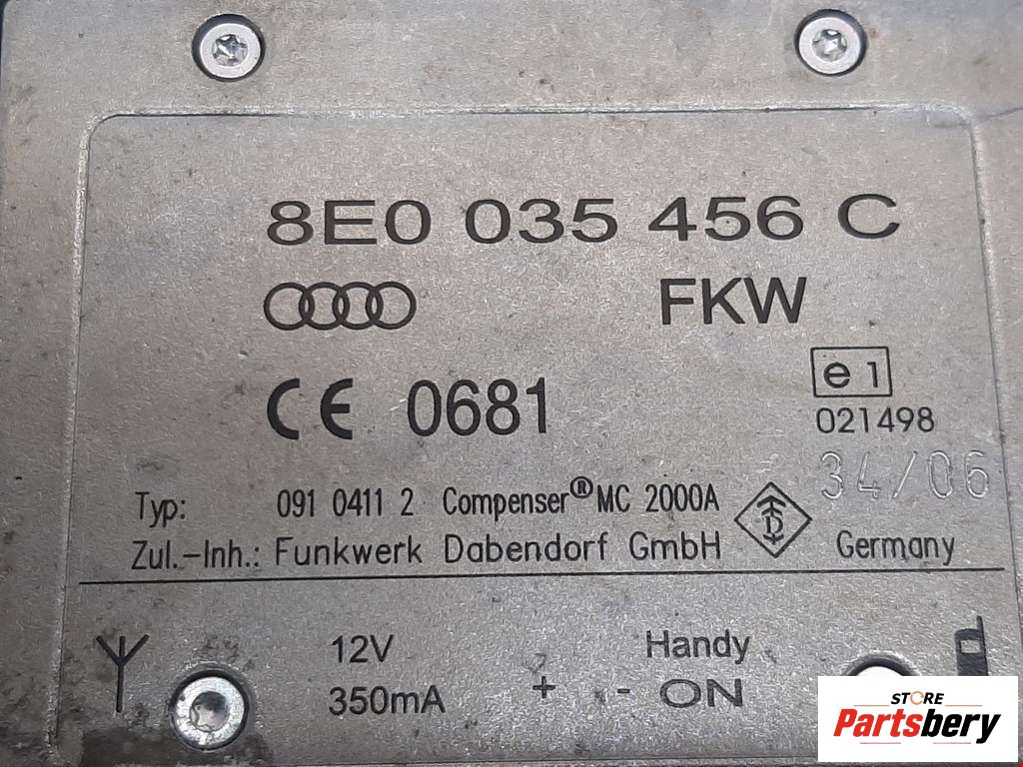 8E0 035 456 C
FKW
CE 0681
e 1
021498
34/06
Typ: 091 0411 2 Compenser® MC 2000A
Zul.-Inh.: Funkwerk Dabendorf GmbH Germany
12V Handy
350mA + - ON
STORE
Partsbery